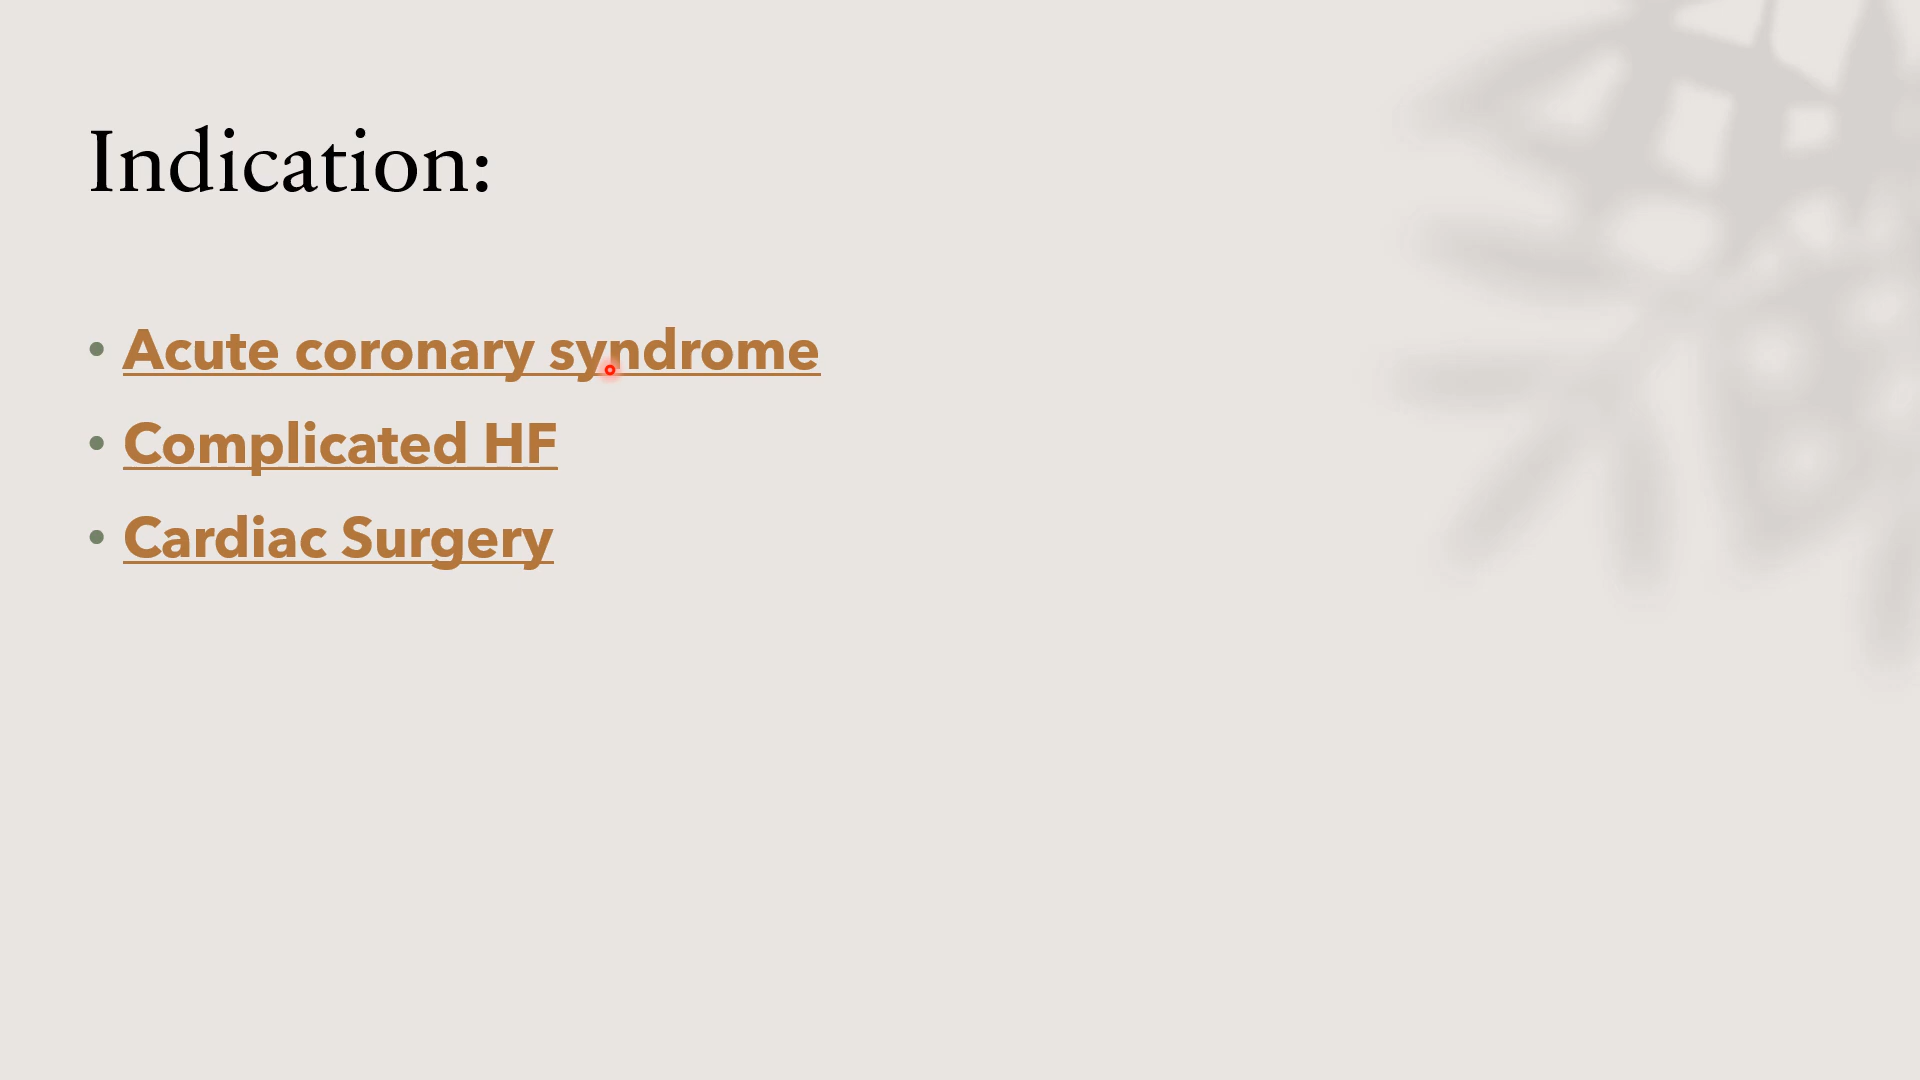 Indication:
• Acute coronary syndrome
• Complicated HF
• Cardiac Surgery